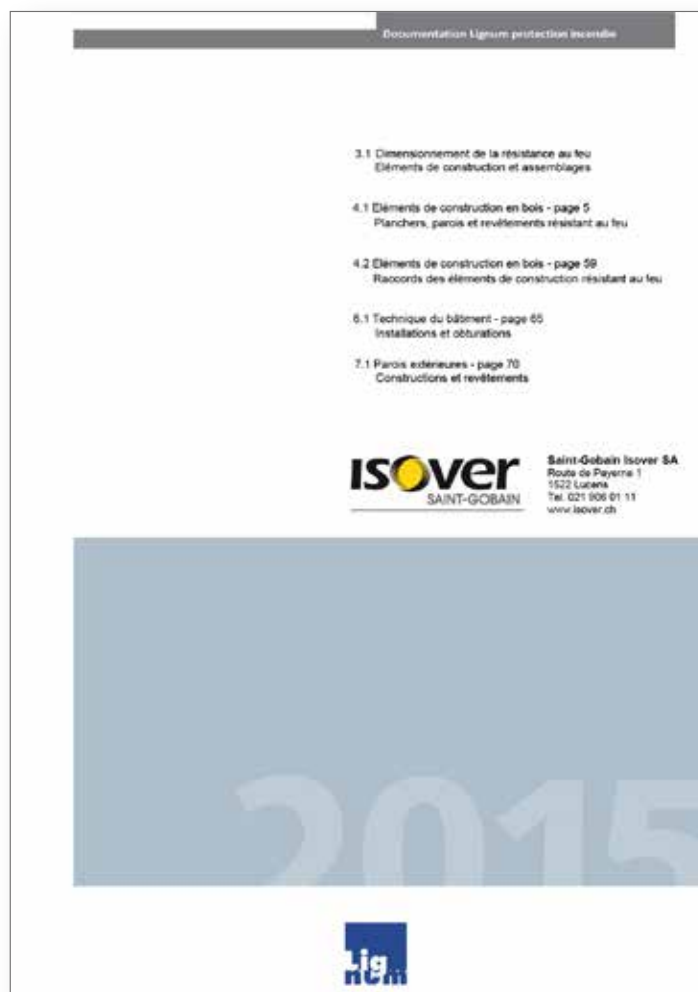 Documentation Lignum protection incendie
3.1 Dimensionnement de la résistance au feu
Eléments de construction et assemblages
4.1 Eléments de construction en bois - page 5
Planchers, parois et revêtements résistant au feu
4.2 Eléments de construction en bois - page 59
Raccords des éléments de construction résistant au feu
6.1 Technique du bâtiment - page 65
Installations et obturations
7.1 Parois extérieures - page 70
Constructions et revêtements
ISOVER
SAINT-GOBAIN
Saint-Gobain Isover SA
Route de Payerne 1
1522 Lucens
Tel. 021 906 01 11
www.isover.ch
2015
Lig
num